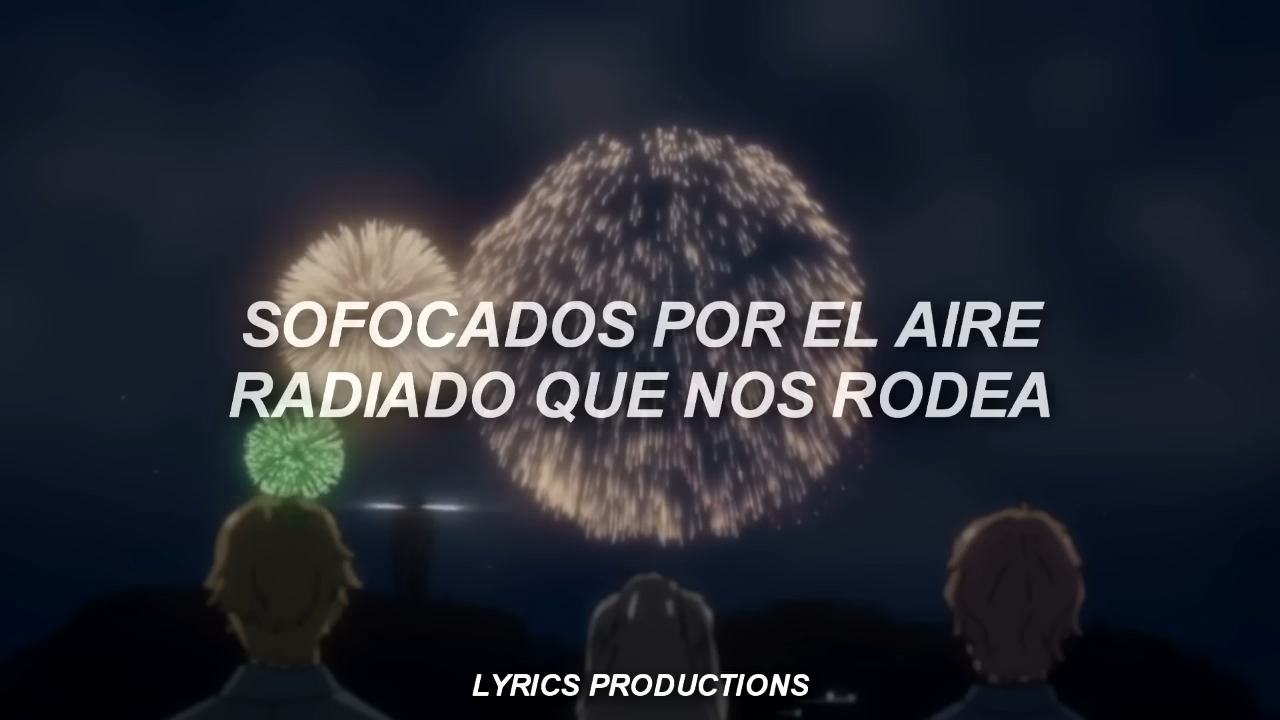 SOFOCADOS POR EL AIRE
RADIADO QUE NOS RODEA
LYRICS PRODUCTIONS